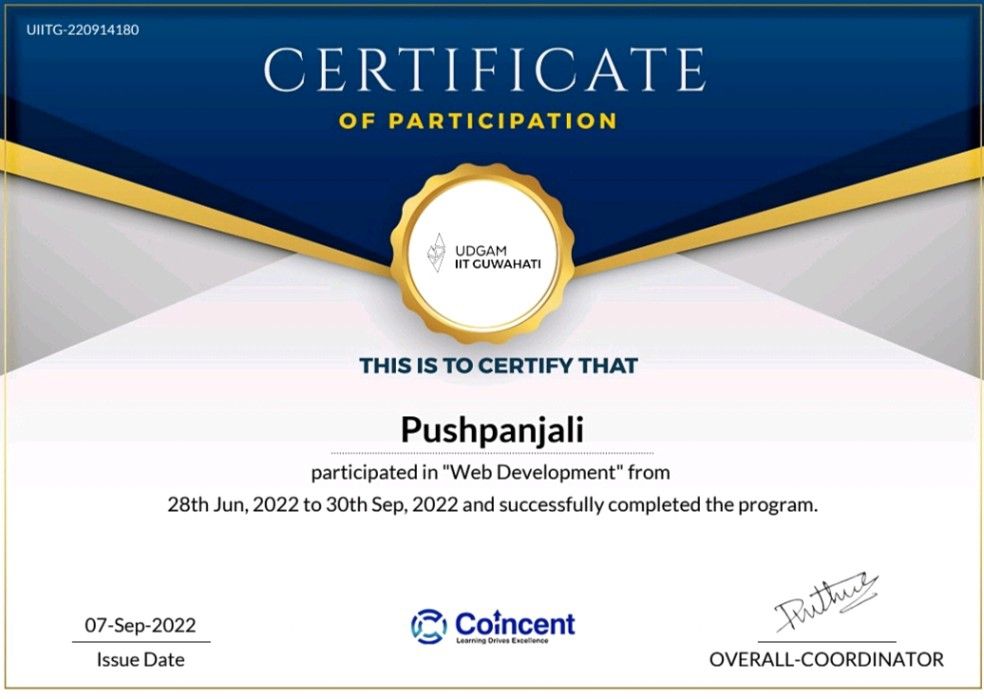 UIITG-220914180
CERTIFICATE
OF PARTICIPATION
UDGAM
IIT GUWAHATI
THIS IS TO CERTIFY THAT
Pushpanjali
participated in "Web Development" from
28th Jun, 2022 to 30th Sep, 2022 and successfully completed the program.
07-Sep-2022
Issue Date
Coincent
Learning Drives Excellence
OVERALL-COORDINATOR